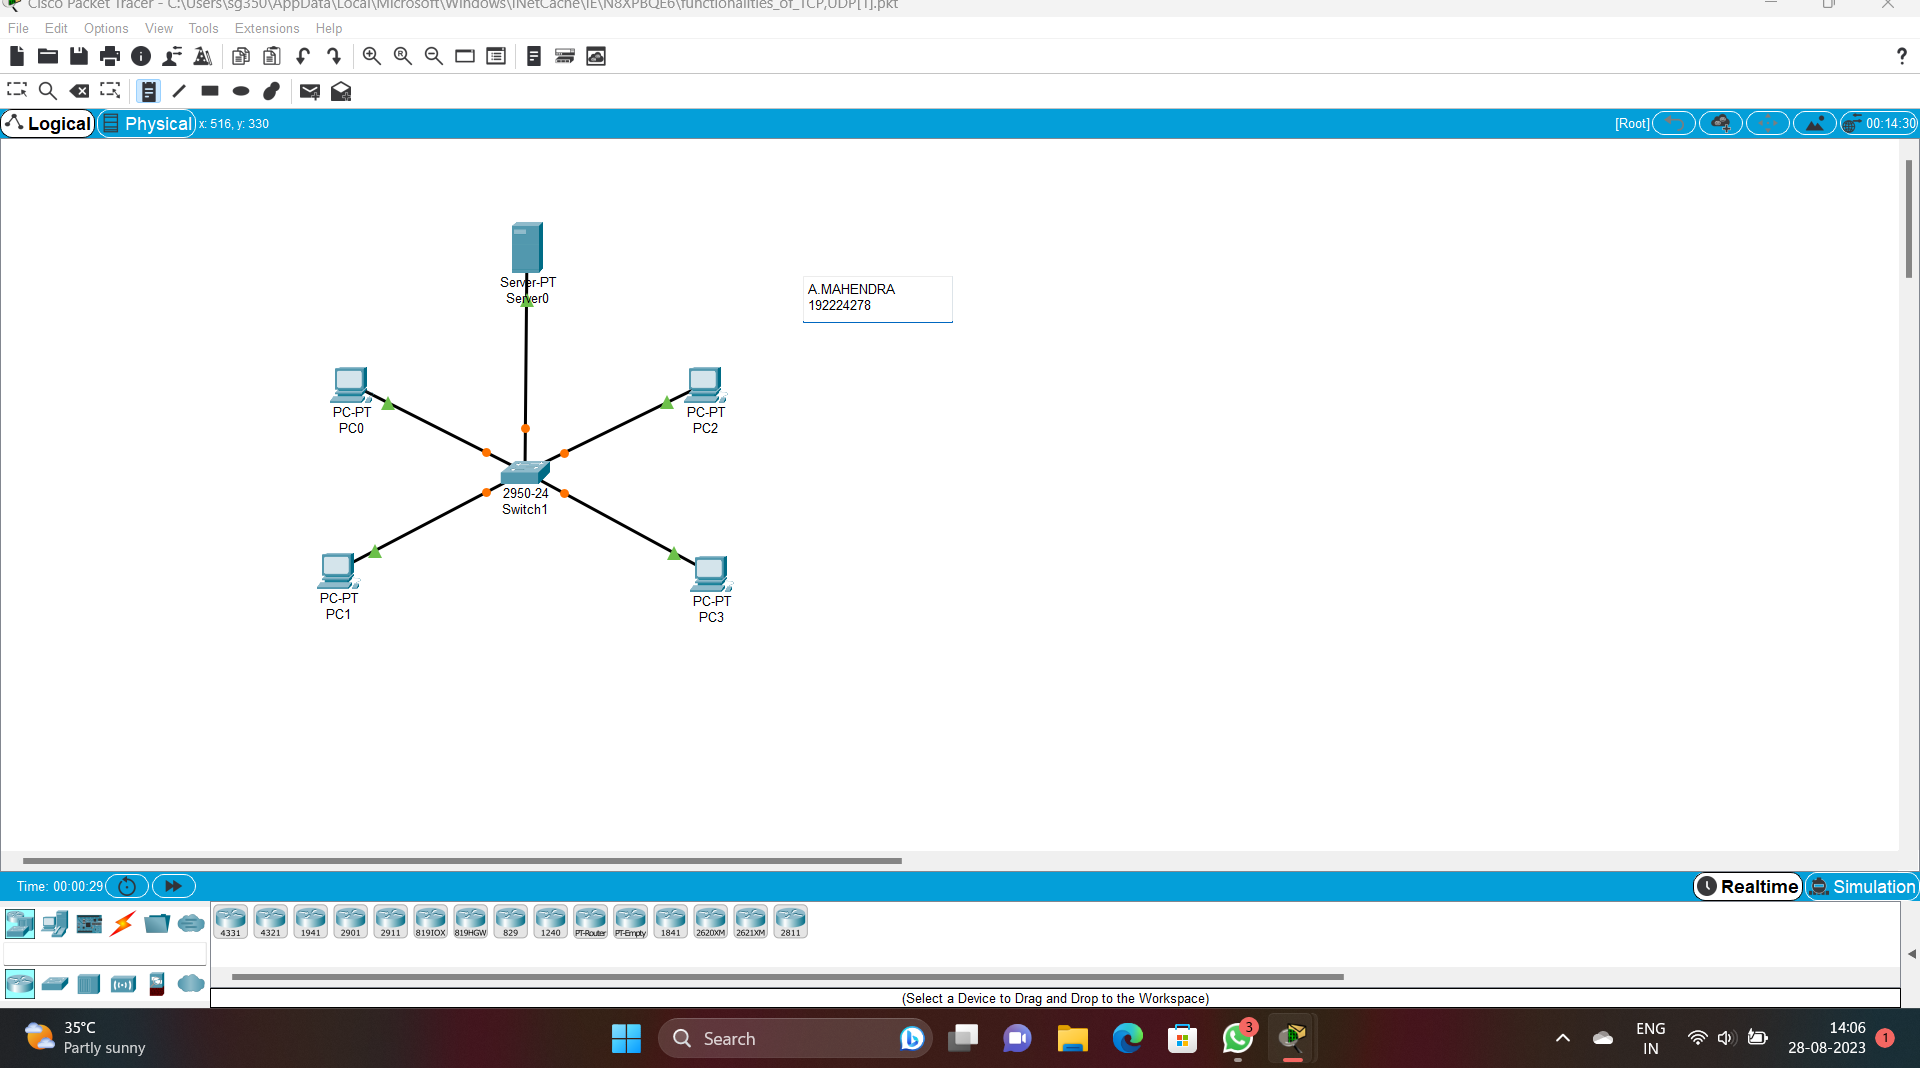 Cisco Packet Tracer - C:\Users\sg350\AppData\Local\Microsoft\Windows\INetCache\IE\N8XPBQE6\functionalities_of_TCP,UDP[1].pkt
File Edit Options View Tools Extensions Help
Logical Physical x: 516, y: 330 [Root] 00:14:30
Server-PT
Server0
A.MAHENDRA
192224278
PC-PT
PC0
PC-PT
PC2
2950-24
Switch1
PC-PT
PC1
PC-PT
PC3
Time: 00:00:29 Realtime Simulation
4331 4321 1941 2901 2911 819IOX 819HGW 829 1240 PT-Router PT-Empty 1841 2620XM 2621XM 2811
(Select a Device to Drag and Drop to the Workspace)
35°C
Partly sunny
Search
3
ENG
IN
14:06
28-08-2023
1